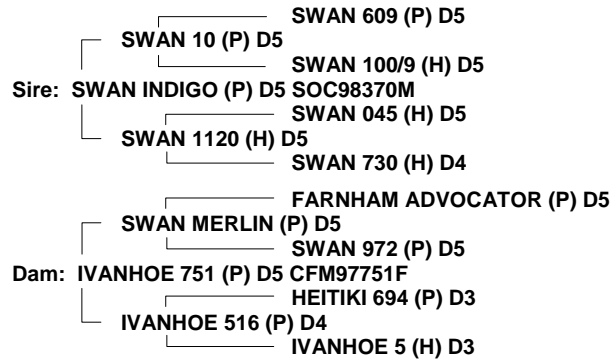 SWAN 609 (P) D5
SWAN 10 (P) D5
SWAN 100/9 (H) D5
Sire: SWAN INDIGO (P) D5 SOC98370M
SWAN 045 (H) D5
SWAN 1120 (H) D5
SWAN 730 (H) D4
FARNHAM ADVOCATOR (P) D5
SWAN MERLIN (P) D5
SWAN 972 (P) D5
Dam: IVANHOE 751 (P) D5 CFM97751F
HEITIKI 694 (P) D3
IVANHOE 516 (P) D4
IVANHOE 5 (H) D3